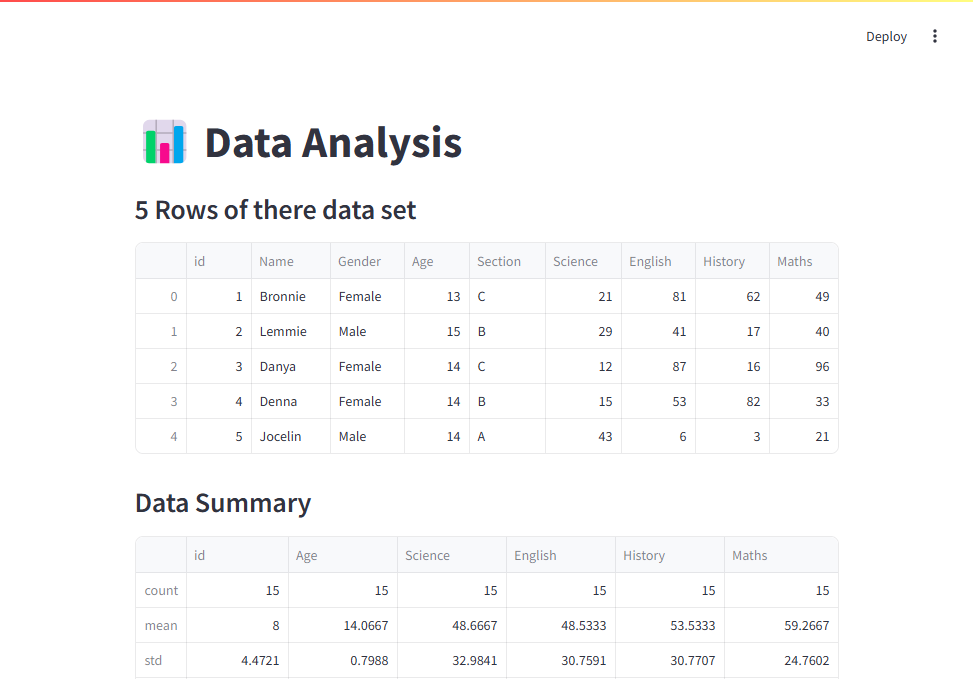 Deploy
Data Analysis
5 Rows of there data set
id Name Gender Age Section Science English History Maths
0 1 Bronnie Female 13 C 21 81 62 49
1 2 Lemmie Male 15 B 29 41 17 40
2 3 Danya Female 14 C 12 87 16 96
3 4 Denna Female 14 B 15 53 82 33
4 5 Jocelin Male 14 A 43 6 3 21
Data Summary
id Age Science English History Maths
count 15 15 15 15 15 15
mean 8 14.0667 48.6667 48.5333 53.5333 59.2667
std 4.4721 0.7988 32.9841 30.7591 30.7707 24.7602